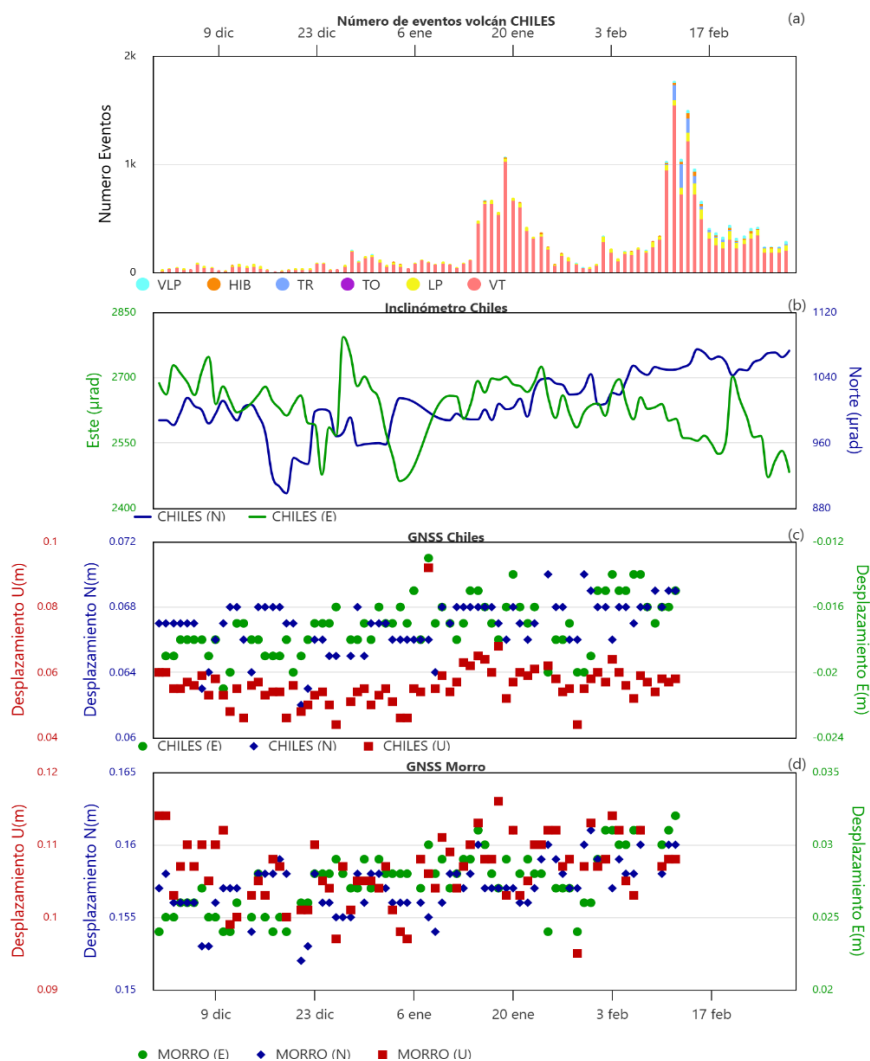 Número de eventos volcán CHILES
(a)
9 dic 23 dic 6 ene 20 ene 3 feb 17 feb
2k
1k
0
Numero Eventos
VLP HIB TR TO LP VT
(b)
Inclinómetro Chiles
2850 1120
2700 1040
2550 960
2400 880
Este (µrad)
Norte (µrad)
CHILES (N) CHILES (E)
(c)
GNSS Chiles
0.1 0.072 -0.012
0.08 0.068 -0.016
0.06 0.064 -0.02
0.04 0.06 -0.024
Desplazamiento U(m)
Desplazamiento N(m)
Desplazamiento E(m)
CHILES (E) CHILES (N) CHILES (U)
(d)
GNSS Morro
0.12 0.165 0.035
0.11 0.16 0.03
0.1 0.155 0.025
0.09 0.15 0.02
Desplazamiento U(m)
Desplazamiento N(m)
Desplazamiento E(m)
9 dic 23 dic 6 ene 20 ene 3 feb 17 feb
MORRO (E) MORRO (N) MORRO (U)